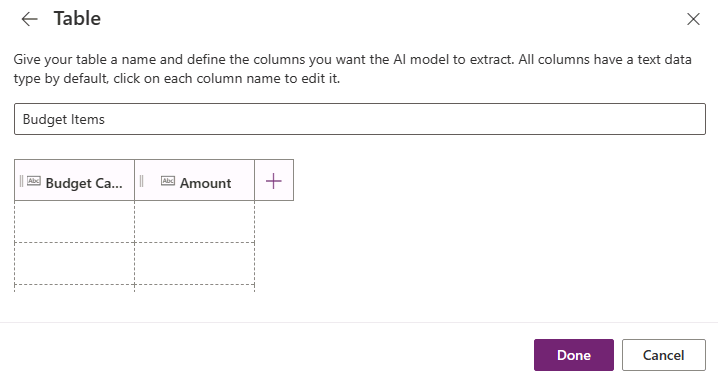 Table
Give your table a name and define the columns you want the AI model to extract. All columns have a text data
type by default, click on each column name to edit it.
Budget Items
Abc Budget Ca... Abc Amount
Done Cancel